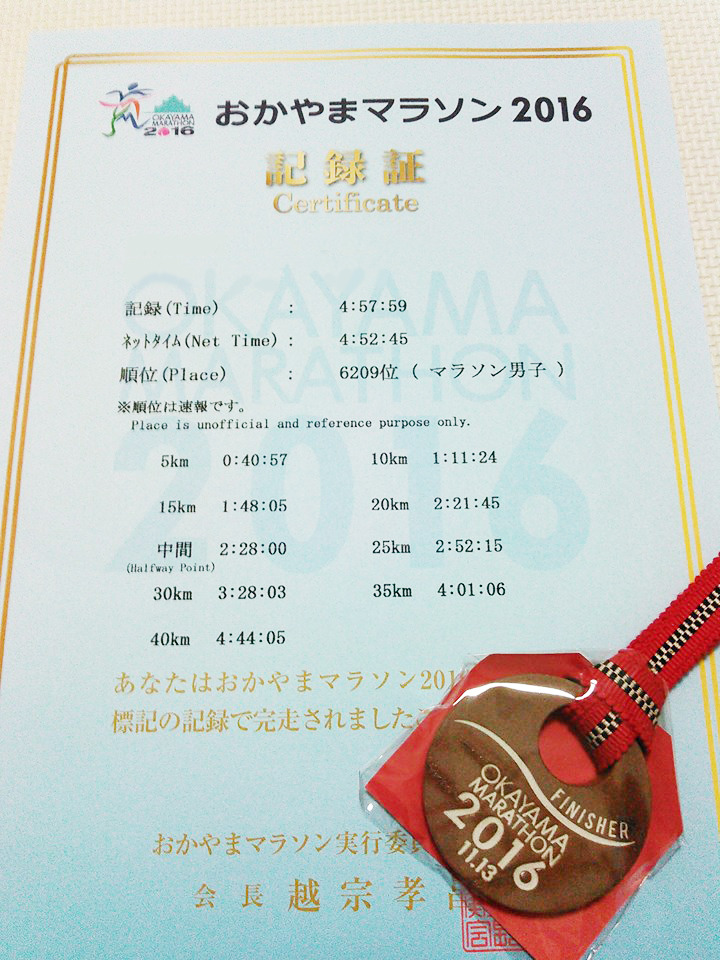 OKAYAMA
MARATHON
2016
おかやまマラソン 2016
記録証
Certificate
OKAYAMA
MARATHON
2016
記録(Time) : 4:57:59
ネットタイム(Net Time) : 4:52:45
順位(Place) : 6209位 ( マラソン男子 )
※順位は速報です。
Place is unofficial and reference purpose only.
5km 0:40:57 10km 1:11:24
15km 1:48:05 20km 2:21:45
中間 2:28:00 25km 2:52:15
(Halfway Point)
30km 3:28:03 35km 4:01:06
40km 4:44:05
あなたはおかやまマラソン201
標記の記録で完走されました
おかやまマラソン実行委員
会長 越宗孝昌
FINISHER
OKAYAMA
MARATHON
2016
11.13